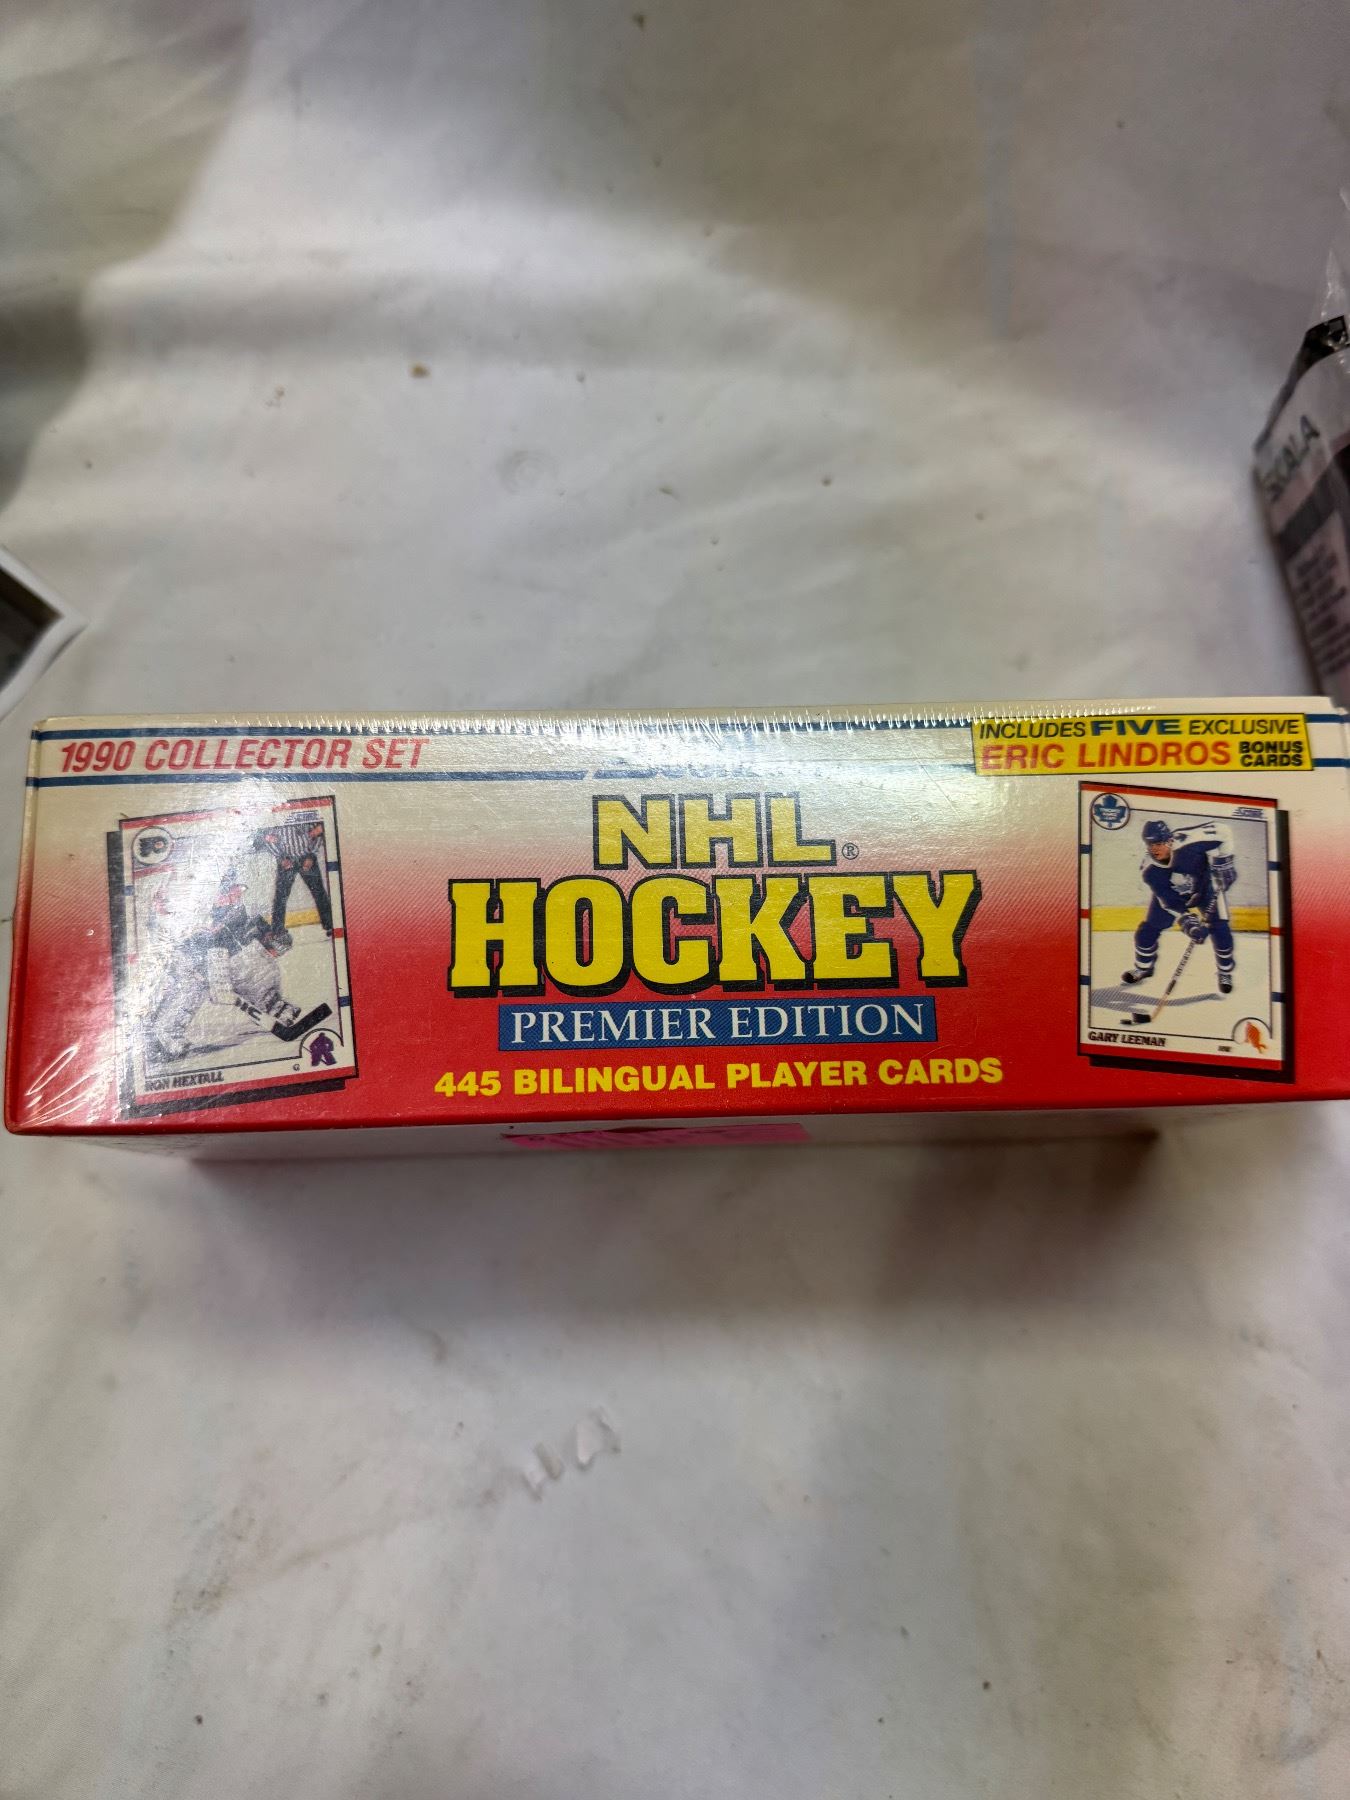 1990 COLLECTOR SET
INCLUDES FIVE EXCLUSIVE
ERIC LINDROS BONUS CARDS
NHL®
HOCKEY
PREMIER EDITION
445 BILINGUAL PLAYER CARDS
RON HEXTALL
G
GARY LEEMAN